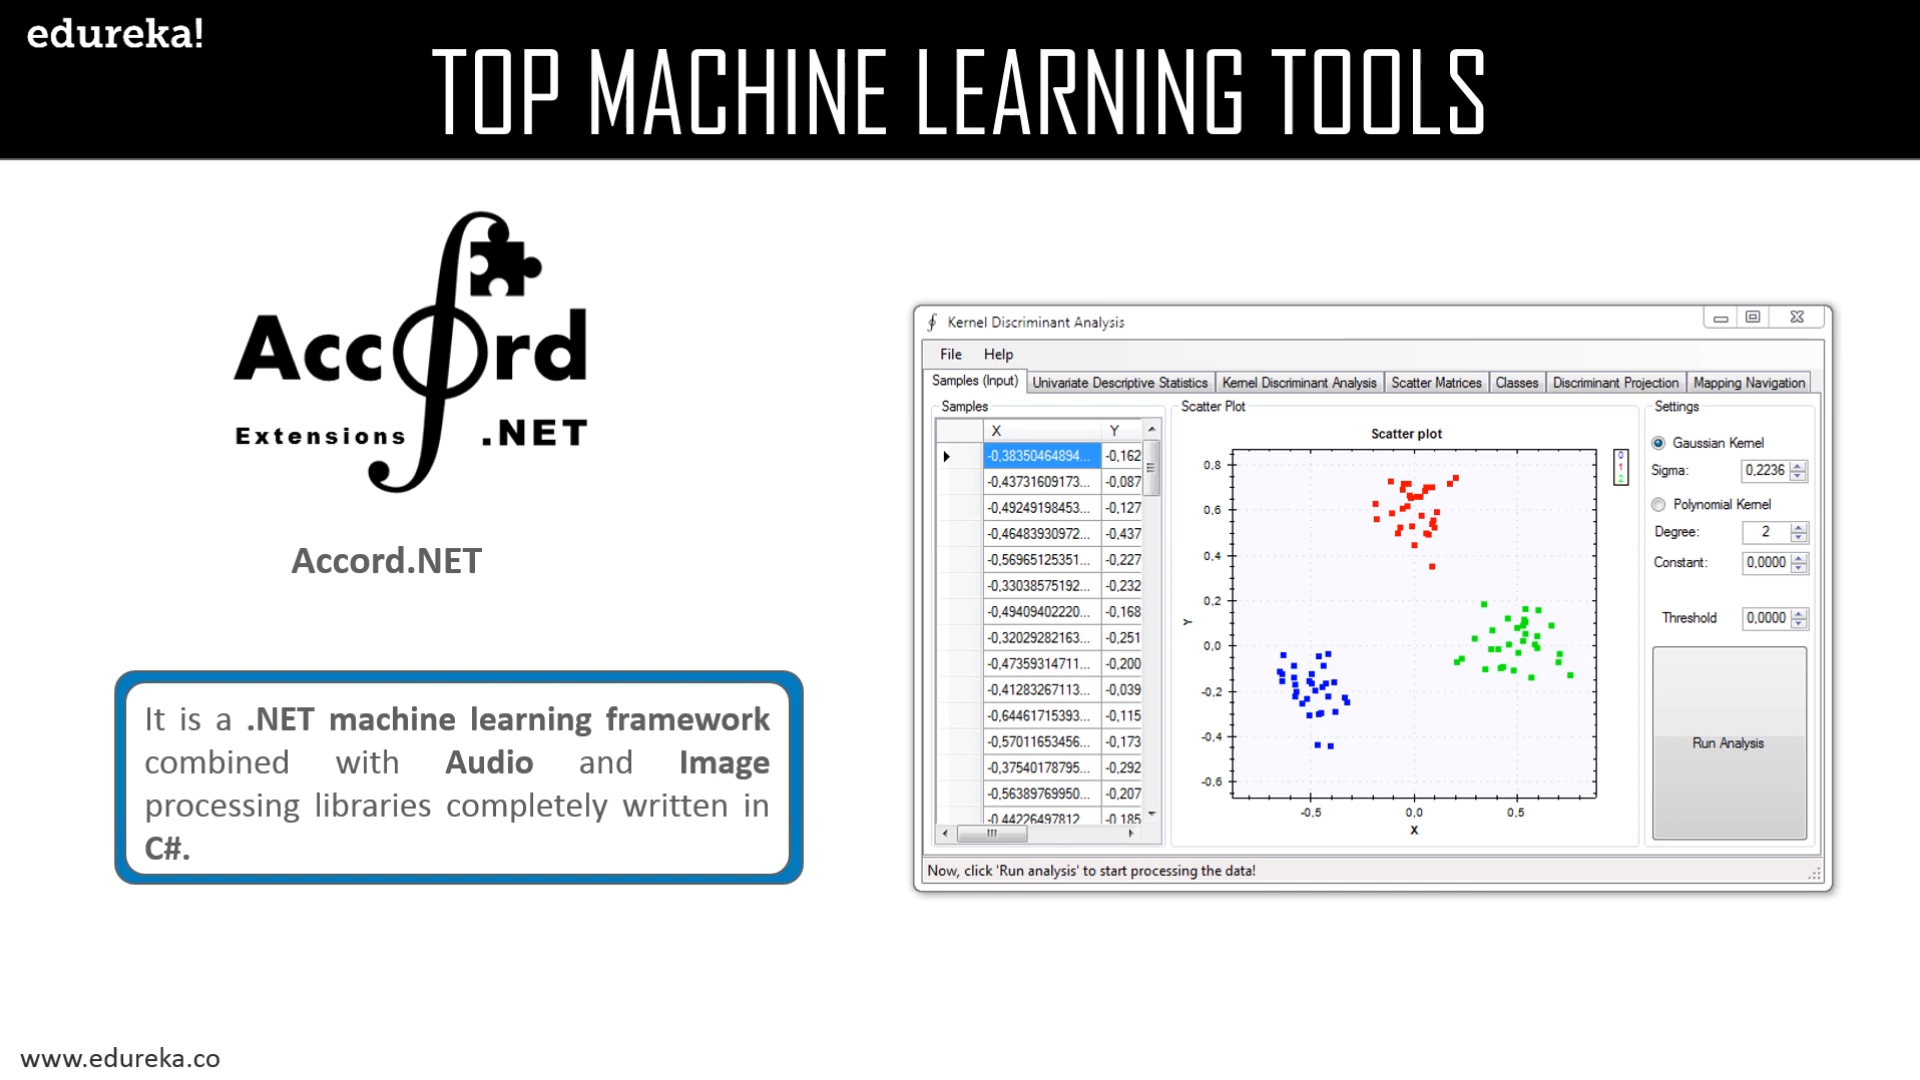 edureka!
TOP MACHINE LEARNING TOOLS
Accord
Extensions .NET
Accord.NET
It is a .NET machine learning framework
combined with Audio and Image
processing libraries completely written in
C#.
Kernel Discriminant Analysis
File Help
Samples (Input) Univariate Descriptive Statistics Kernel Discriminant Analysis Scatter Matrices Classes Discriminant Projection Mapping Navigation
Samples
X Y
-0,38350464894... -0,162
-0,43731609173... -0,087
-0,49249198453... -0,127
-0,46483930972... -0,437
-0,56965125351... -0,227
-0,33038575192... -0,232
-0,49409402220... -0,168
-0,32029282163... -0,251
-0,47359314711... -0,200
-0,41283267113... -0,039
-0,64461715393... -0,115
-0,57011653456... -0,173
-0,37540178795... -0,292
-0,56389769950... -0,207
-0,44226497812 -0,185
Scatter Plot
Scatter plot
0,8
0,6
0,4
0,2
0,0
-0,2
-0,4
-0,6
Y
-0,5 0,0 0,5
X
0
1
2
Settings
Gaussian Kernel
Sigma: 0,2236
Polynomial Kernel
Degree: 2
Constant: 0,0000
Threshold 0,0000
Run Analysis
Now, click 'Run analysis' to start processing the data!
www.edureka.co